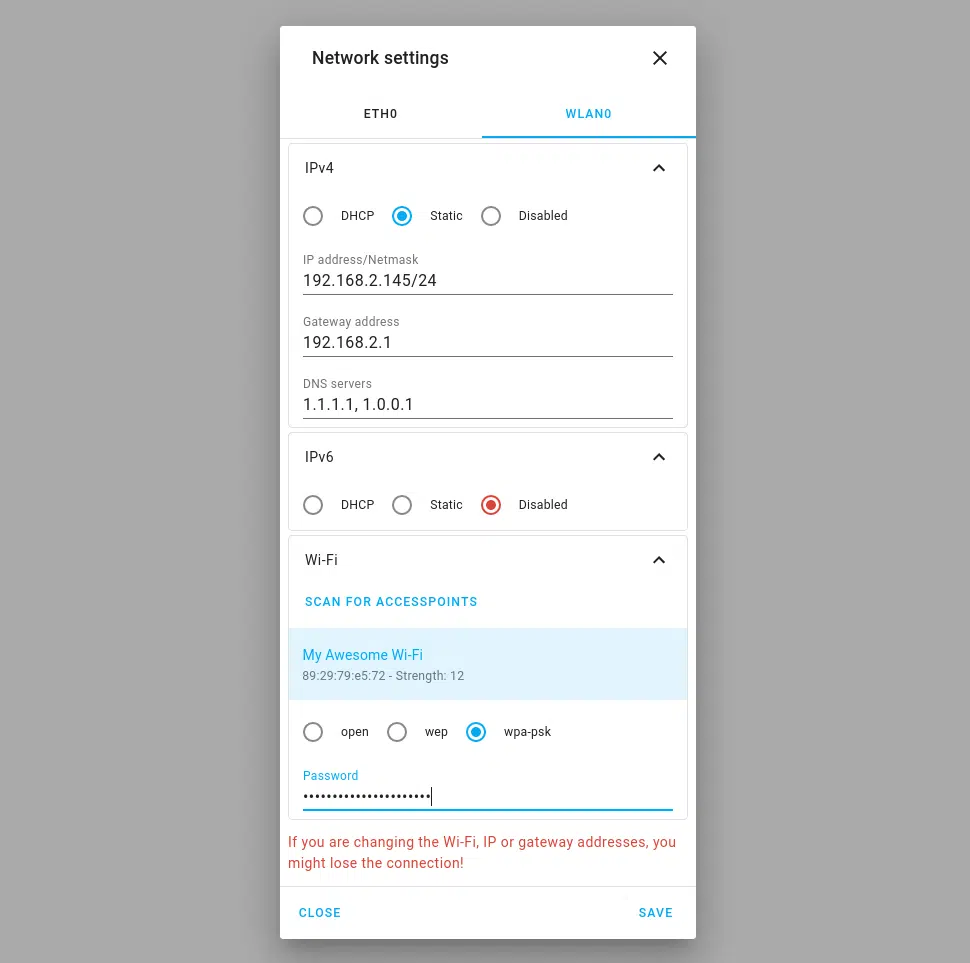 Network settings
ETH0 WLAN0
IPv4
DHCP Static Disabled
IP address/Netmask
192.168.2.145/24
Gateway address
192.168.2.1
DNS servers
1.1.1.1, 1.0.0.1
IPv6
DHCP Static Disabled
Wi-Fi
SCAN FOR ACCESSPOINTS
My Awesome Wi-Fi
89:29:79:e5:72 - Strength: 12
open wep wpa-psk
Password
••••••••••••••••••••••
If you are changing the Wi-Fi, IP or gateway addresses, you
might lose the connection!
CLOSE SAVE